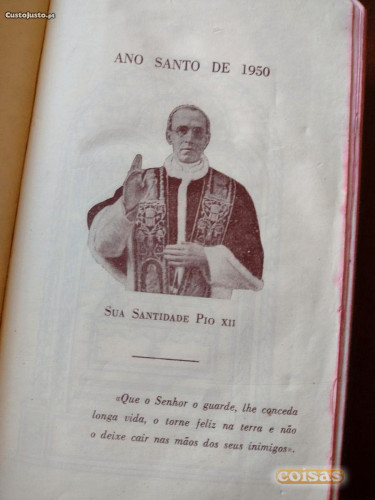 CustoJusto.pt
ANO SANTO DE 1950
SUA SANTIDADE PIO XII
«Que o Senhor o guarde, lhe conceda
longa vida, o torne feliz na terra e não
o deixe cair nas mãos dos seus inimigos».
coisas